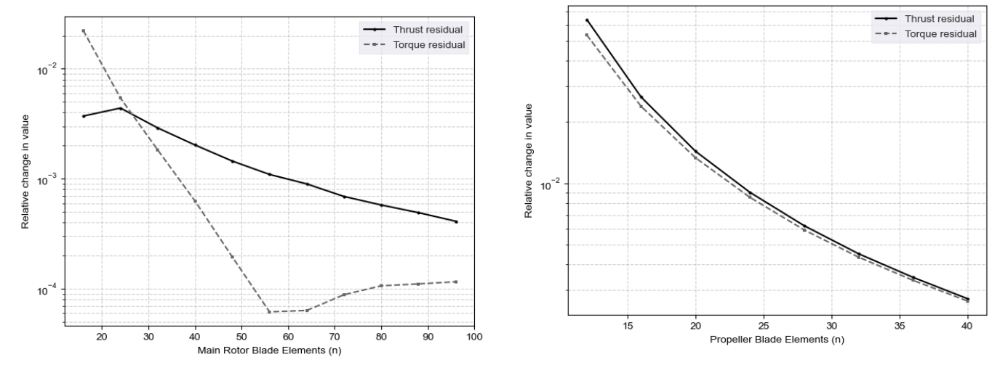 Thrust residual
Torque residual
10⁻²
10⁻³
10⁻⁴
Relative change in value
20 30 40 50 60 70 80 90 100
Main Rotor Blade Elements (n)
Thrust residual
Torque residual
10⁻²
Relative change in value
15 20 25 30 35 40
Propeller Blade Elements (n)